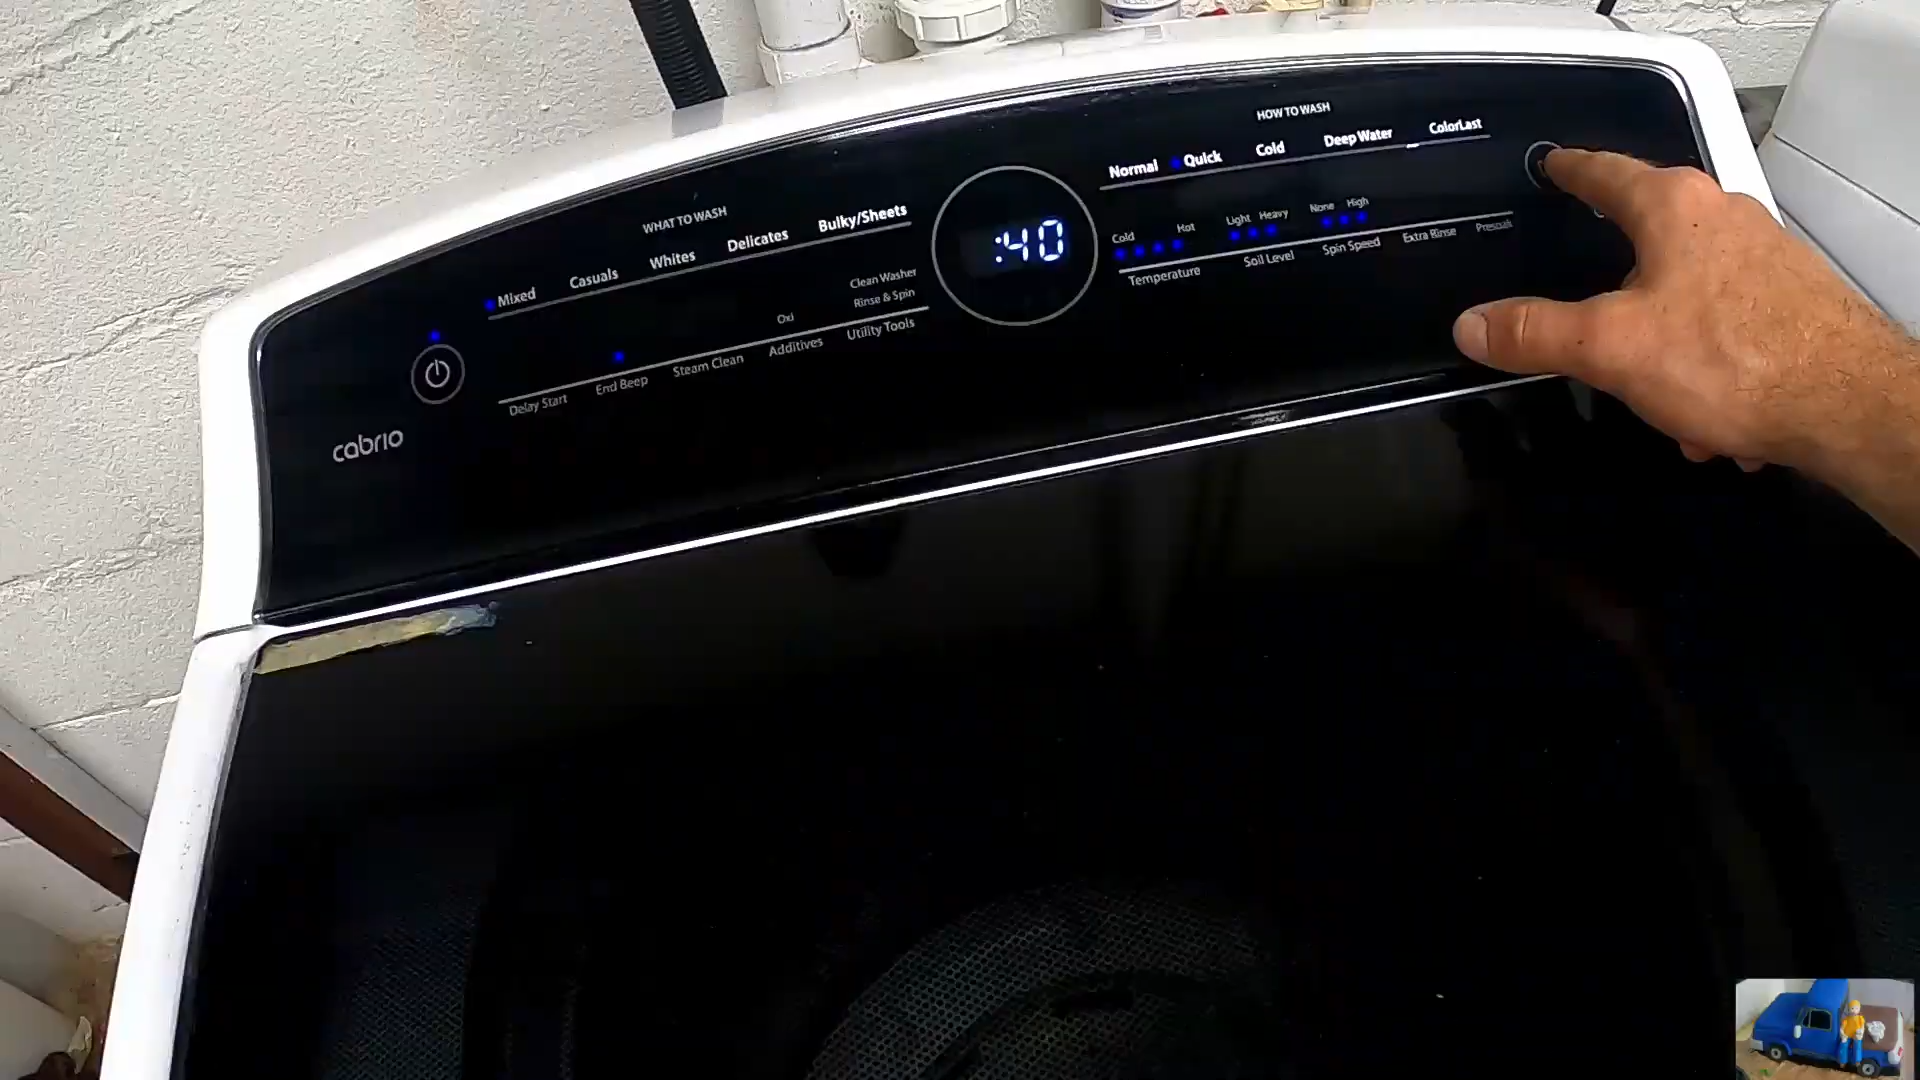 HOW TO WASH
Normal Quick Cold Deep Water ColorLast
WHAT TO WASH
Mixed Casuals Whites Delicates Bulky/Sheets
:40
Cold Hot Light Heavy None High
Temperature Soil Level Spin Speed Extra Rinse Presoak
Clean Washer
Oxi Rinse & Spin
Delay Start End Beep Steam Clean Additives Utility Tools
cabrio